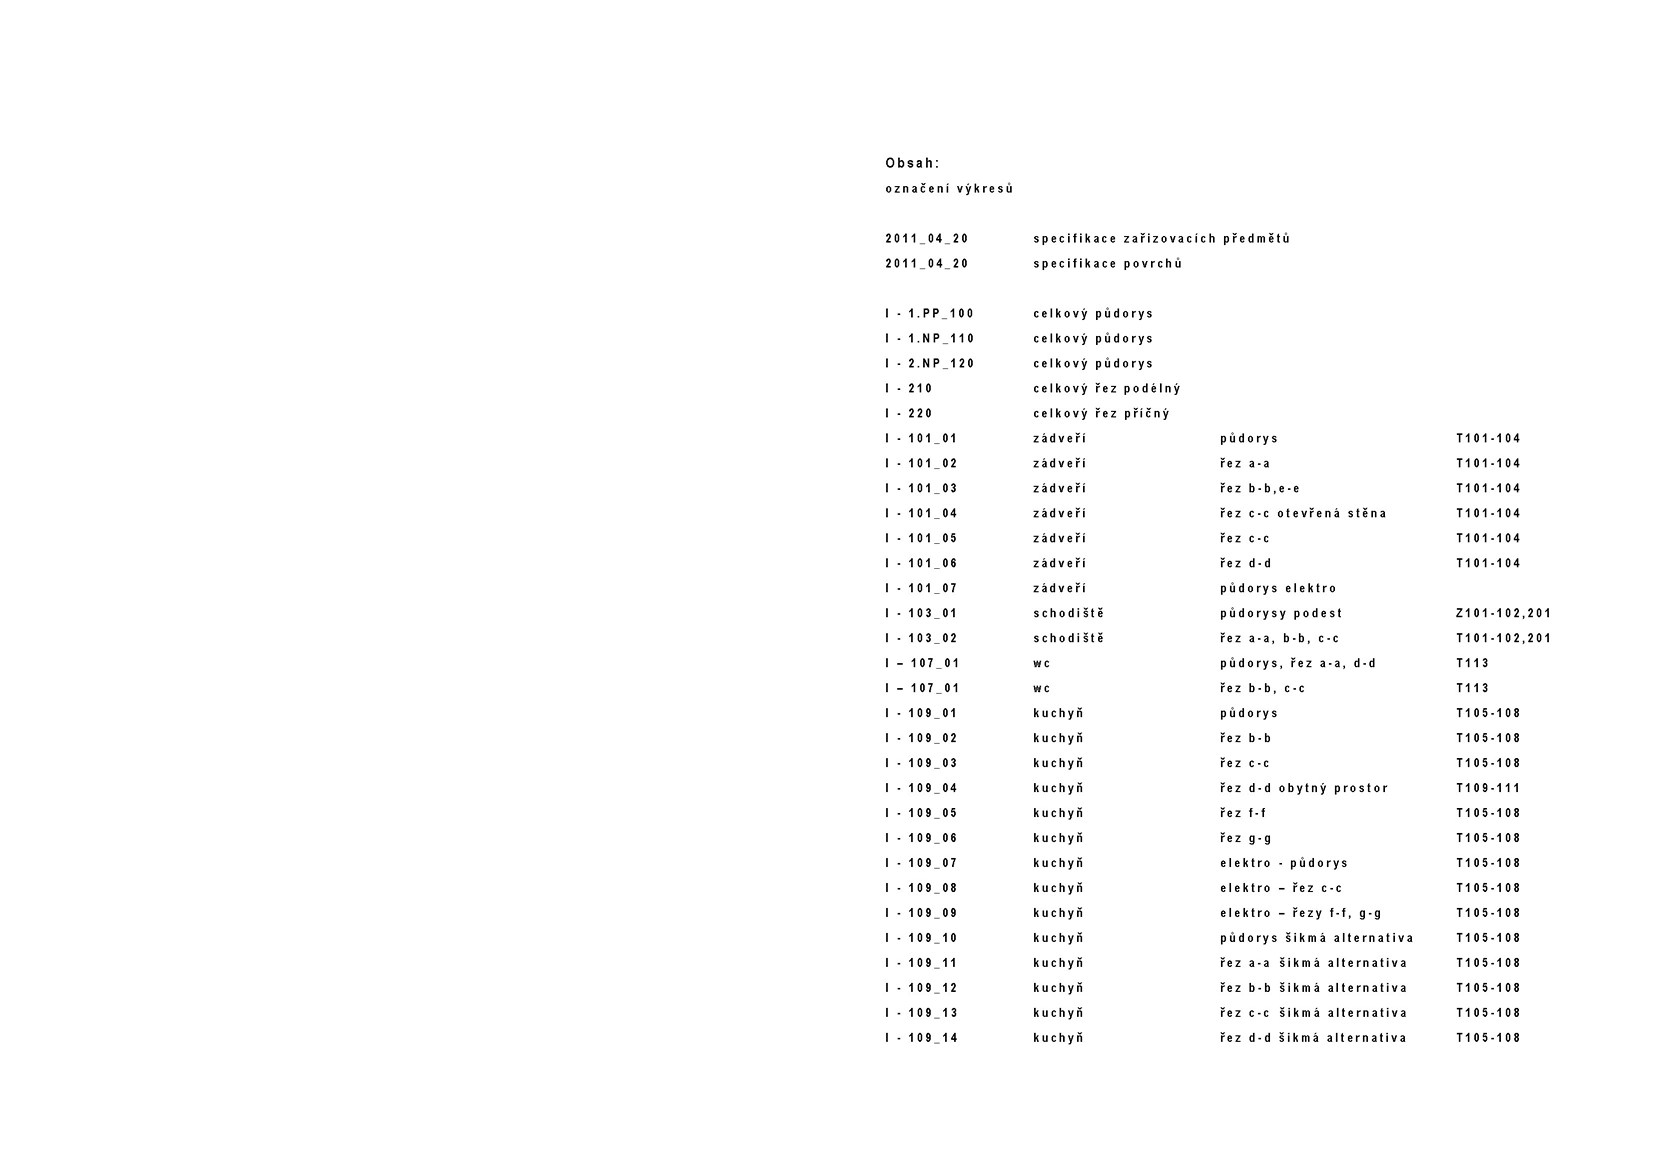 Obsah:
označení výkresů
2011_04_20 specifikace zařizovacích předmětů
2011_04_20 specifikace povrchů
I - 1.PP_100 celkový půdorys
I - 1.NP_110 celkový půdorys
I - 2.NP_120 celkový půdorys
I - 210 celkový řez podélný
I - 220 celkový řez příčný
I - 101_01 zádveří půdorys T101-104
I - 101_02 zádveří řez a-a T101-104
I - 101_03 zádveří řez b-b,e-e T101-104
I - 101_04 zádveří řez c-c otevřená stěna T101-104
I - 101_05 zádveří řez c-c T101-104
I - 101_06 zádveří řez d-d T101-104
I - 101_07 zádveří půdorys elektro
I - 103_01 schodiště půdorysy podest Z101-102,201
I - 103_02 schodiště řez a-a, b-b, c-c T101-102,201
I – 107_01 wc půdorys, řez a-a, d-d T113
I – 107_01 wc řez b-b, c-c T113
I - 109_01 kuchyň půdorys T105-108
I - 109_02 kuchyň řez b-b T105-108
I - 109_03 kuchyň řez c-c T105-108
I - 109_04 kuchyň řez d-d obytný prostor T109-111
I - 109_05 kuchyň řez f-f T105-108
I - 109_06 kuchyň řez g-g T105-108
I - 109_07 kuchyň elektro - půdorys T105-108
I - 109_08 kuchyň elektro – řez c-c T105-108
I - 109_09 kuchyň elektro – řezy f-f, g-g T105-108
I - 109_10 kuchyň půdorys šikmá alternativa T105-108
I - 109_11 kuchyň řez a-a šikmá alternativa T105-108
I - 109_12 kuchyň řez b-b šikmá alternativa T105-108
I - 109_13 kuchyň řez c-c šikmá alternativa T105-108
I - 109_14 kuchyň řez d-d šikmá alternativa T105-108